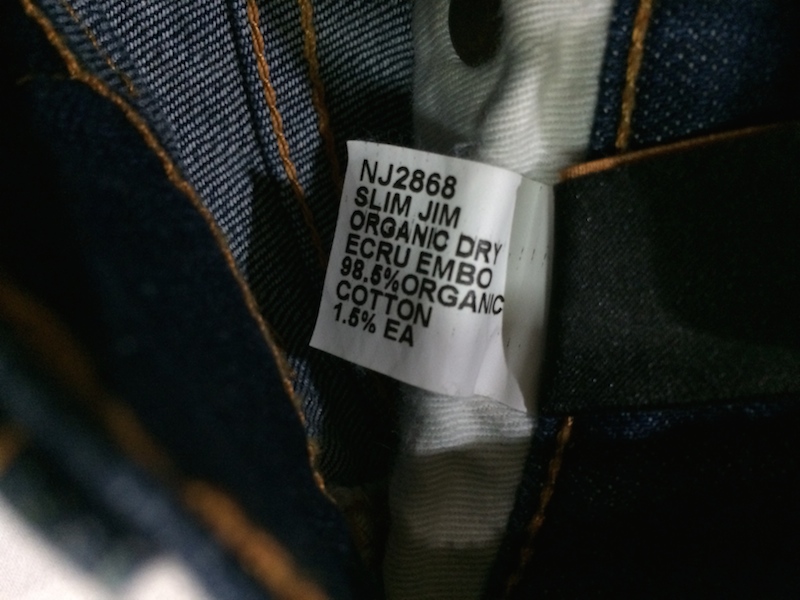 NJ2868
SLIM JIM
ORGANIC DRY
ECRU EMBO
98.5%ORGANIC
COTTON
1.5% EA